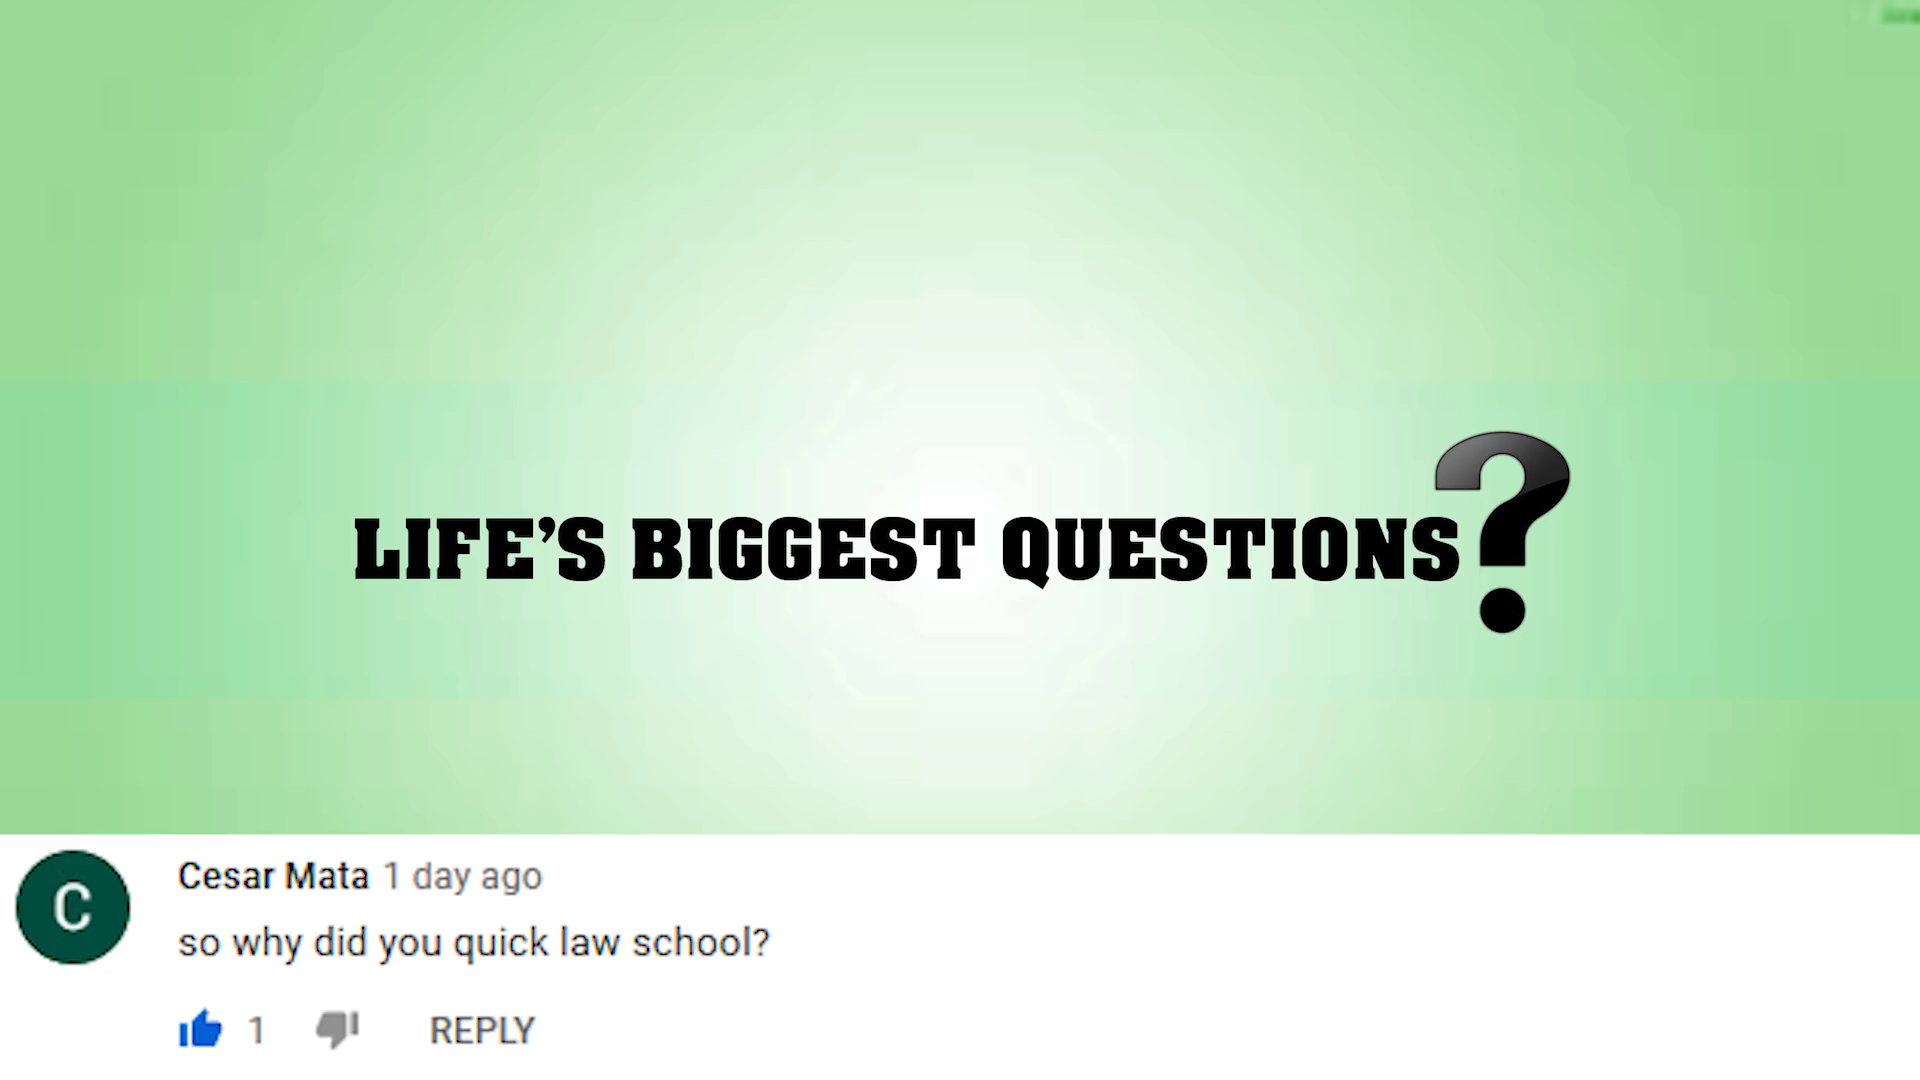 LIFE'S BIGGEST QUESTIONS?
C
Cesar Mata 1 day ago
so why did you quick law school?
1 REPLY